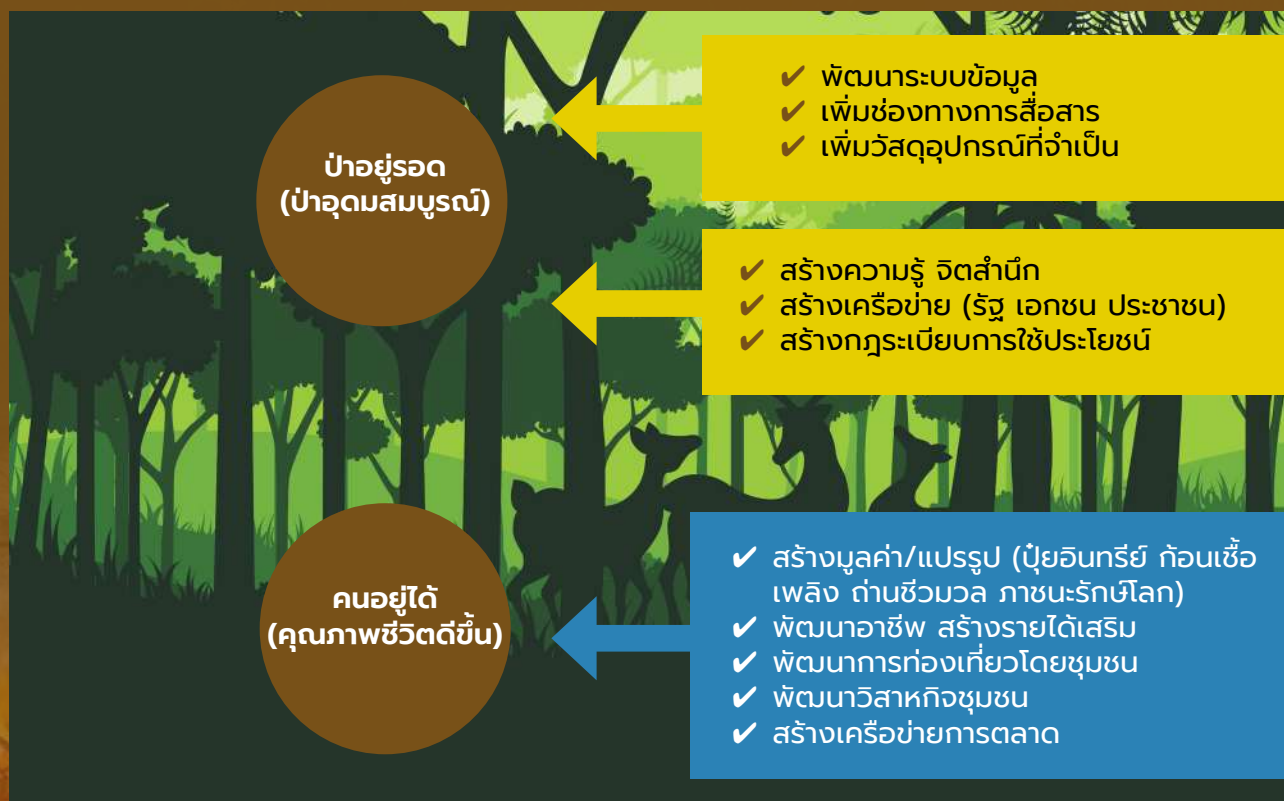 ป่าอยู่รอด
(ป่าอุดมสมบูรณ์)
✔ พัฒนาระบบข้อมูล
✔ เพิ่มช่องทางการสื่อสาร
✔ เพิ่มวัสดุอุปกรณ์ที่จำเป็น
✔ สร้างความรู้ จิตสำนึก
✔ สร้างเครือข่าย (รัฐ เอกชน ประชาชน)
✔ สร้างกฎระเบียบการใช้ประโยชน์
คนอยู่ได้
(คุณภาพชีวิตดีขึ้น)
✔ สร้างมูลค่า/แปรรูป (ปุ๋ยอินทรีย์ ก้อนเชื้อ
เพลิง ถ่านชีวมวล ภาชนะรักษ์โลก)
✔ พัฒนาอาชีพ สร้างรายได้เสริม
✔ พัฒนาการท่องเที่ยวโดยชุมชน
✔ พัฒนาวิสาหกิจชุมชน
✔ สร้างเครือข่ายการตลาด